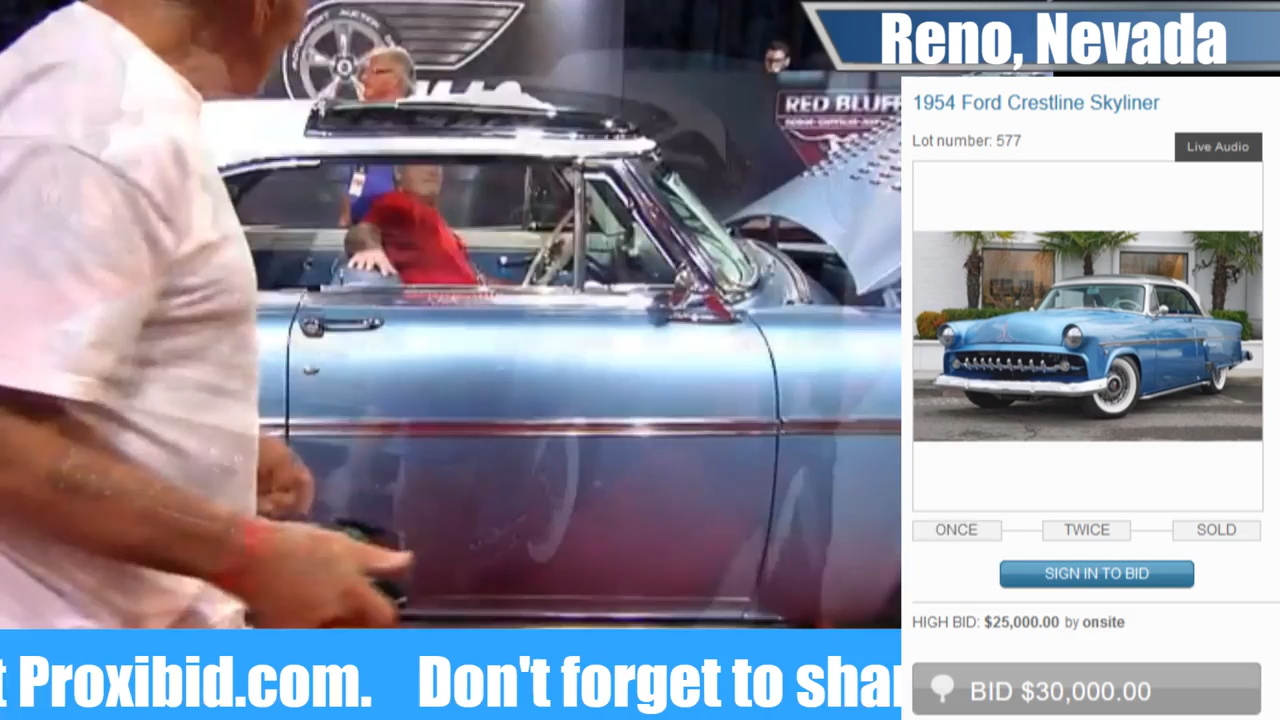 Reno, Nevada
RED BLUFF
1954 Ford Crestline Skyliner
Lot number: 577
Live Audio
ONCE
TWICE
SOLD
SIGN IN TO BID
HIGH BID: $25,000.00 by onsite
BID $30,000.00
t Proxibid.com. Don't forget to shar